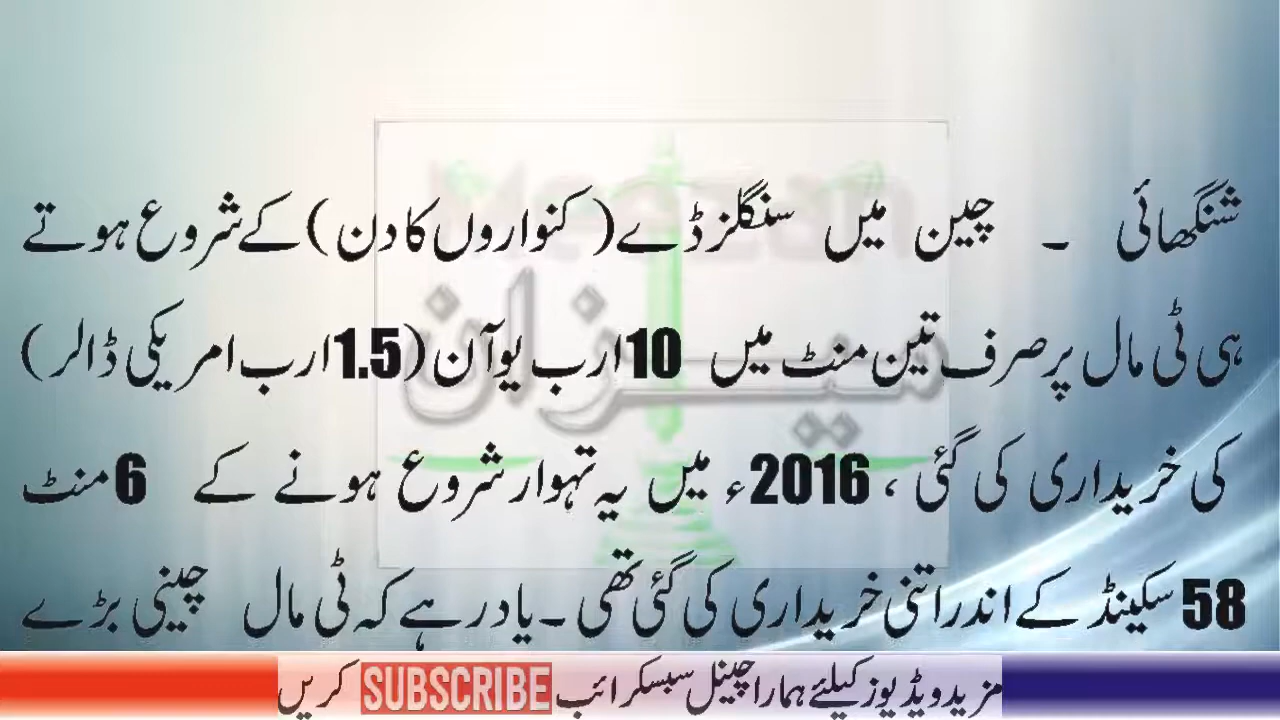 شنگھائی ۔ چین میں سنگلز ڈے (کنواروں کا دن) کے شروع ہوتے
ہی ٹی مال پر صرف تین منٹ میں 10 ارب یوآن (1.5 ارب امریکی ڈالر)
کی خریداری کی گئی ، 2016ء میں یہ تہوار شروع ہونے کے 6 منٹ
58 سکینڈ کے اندر اتنی خریداری کی گئی تھی ۔ یاد رہے کہ ٹی مال چینی بڑے
مزید ویڈیوز کیلئے ہمارا چینل سبسکرائب SUBSCRIBE کریں
Meezan
میزان